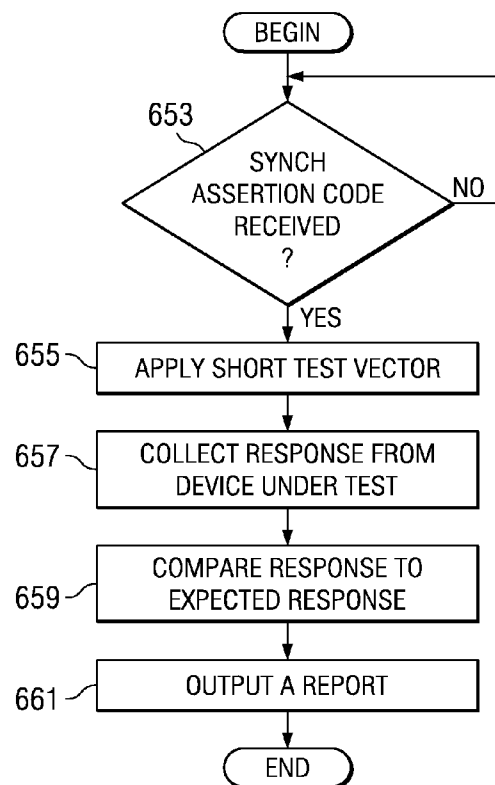 BEGIN
653
SYNCH
ASSERTION CODE
RECEIVED
?
NO
YES
655
APPLY SHORT TEST VECTOR
657
COLLECT RESPONSE FROM
DEVICE UNDER TEST
659
COMPARE RESPONSE TO
EXPECTED RESPONSE
661
OUTPUT A REPORT
END